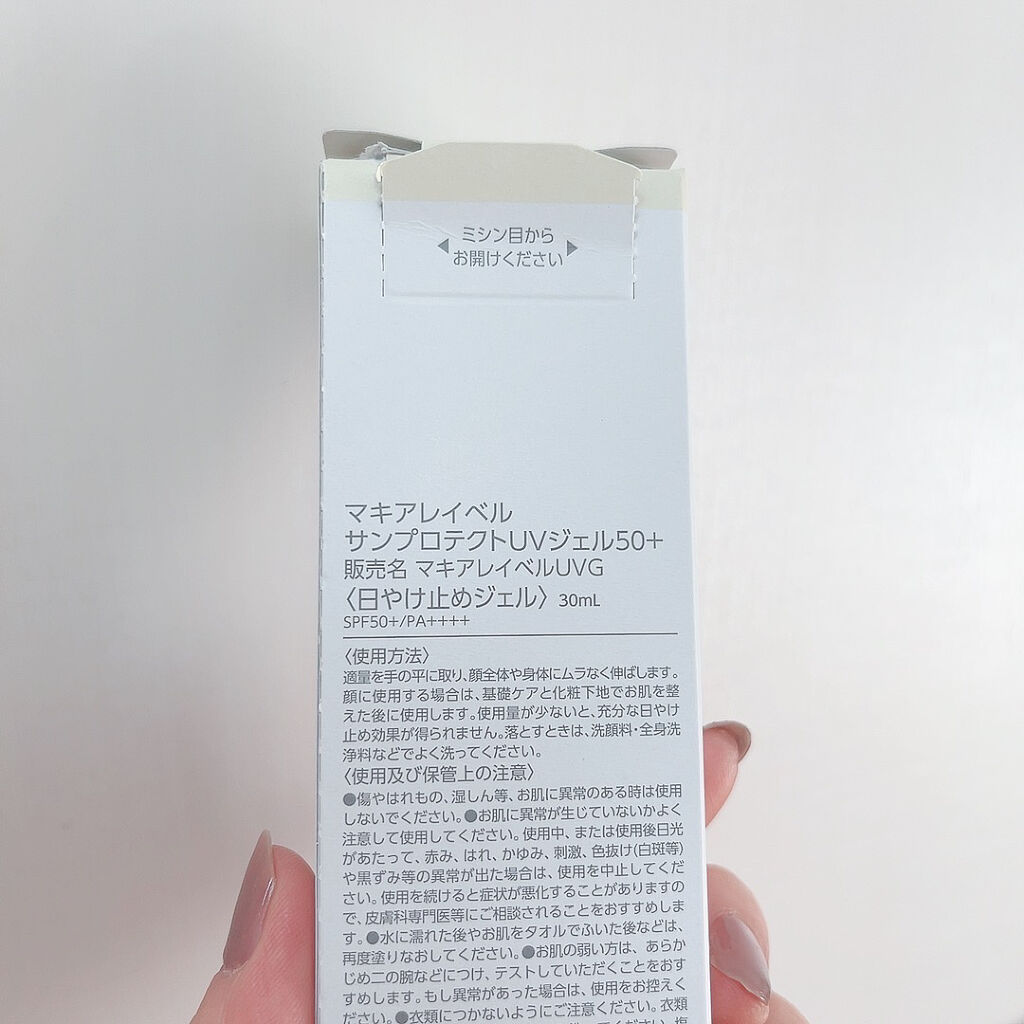 ミシン目から
お開けください
マキアレイベル
サンプロテクトUVジェル50+
販売名 マキアレイベルUVG
〈日やけ止めジェル〉 30mL
SPF50+/PA++++
〈使用方法〉
適量を手の平に取り、顔全体や身体にムラなく伸ばします。
顔に使用する場合は、基礎ケアと化粧下地でお肌を整
えた後に使用します。使用量が少ないと、充分な日やけ
止め効果が得られません。落とすときは、洗顔料・全身洗
浄料などでよく洗ってください。
〈使用及び保管上の注意〉
●傷やはれもの、湿しん等、お肌に異常のある時は使用
しないでください。●お肌に異常が生じていないかよく
注意して使用してください。使用中、または使用後日光
があたって、赤み、はれ、かゆみ、刺激、色抜け(白斑等)
や黒ずみ等の異常が出た場合は、使用を中止してくだ
さい。使用を続けると症状が悪化することがありますの
で、皮膚科専門医等にご相談されることをおすすめしま
す。●水に濡れた後やお肌をタオルでふいた後などは、
再度塗りなおしてください。●お肌の弱い方は、あらか
じめ二の腕などにつけ、テストしていただくことをおす
すめします。もし異常があった場合は、使用をお控えく
ださい。●衣類につかないようにご注意ください。衣類